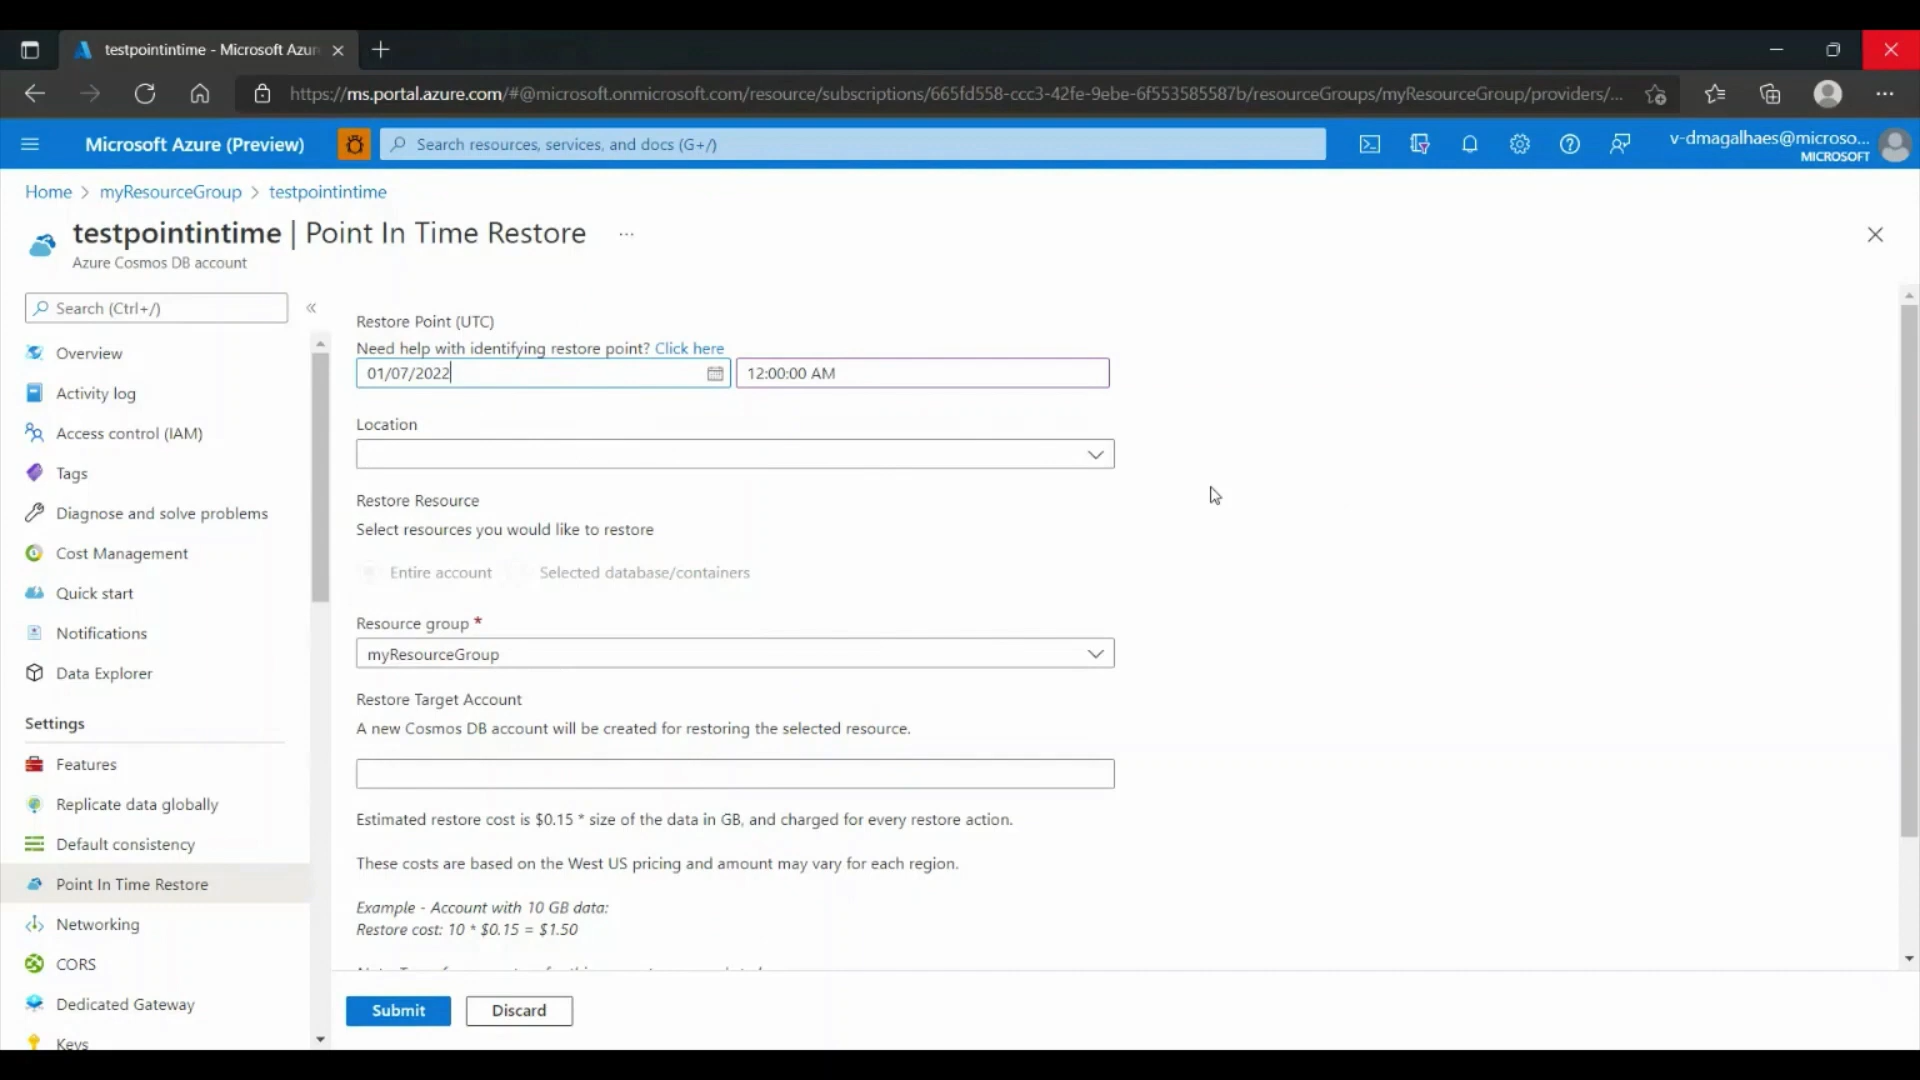 testpointintime - Microsoft Azur
https://ms.portal.azure.com/#@microsoft.onmicrosoft.com/resource/subscriptions/665fd558-ccc3-42fe-9ebe-6f553585587b/resourceGroups/myResourceGroup/providers/...
Microsoft Azure (Preview)
Search resources, services, and docs (G+/)
v-dmagalhaes@microso...
MICROSOFT
Home > myResourceGroup > testpointintime
testpointintime | Point In Time Restore ...
Azure Cosmos DB account
Search (Ctrl+/)
«
Overview
Activity log
Access control (IAM)
Tags
Diagnose and solve problems
Cost Management
Quick start
Notifications
Data Explorer
Settings
Features
Replicate data globally
Default consistency
Point In Time Restore
Networking
CORS
Dedicated Gateway
Keys
Restore Point (UTC)
Need help with identifying restore point? Click here
01/07/2022
12:00:00 AM
Location
Restore Resource
Select resources you would like to restore
Entire account
Selected database/containers
Resource group *
myResourceGroup
Restore Target Account
A new Cosmos DB account will be created for restoring the selected resource.
Estimated restore cost is $0.15 * size of the data in GB, and charged for every restore action.
These costs are based on the West US pricing and amount may vary for each region.
Example - Account with 10 GB data:
Restore cost: 10 * $0.15 = $1.50
Submit
Discard